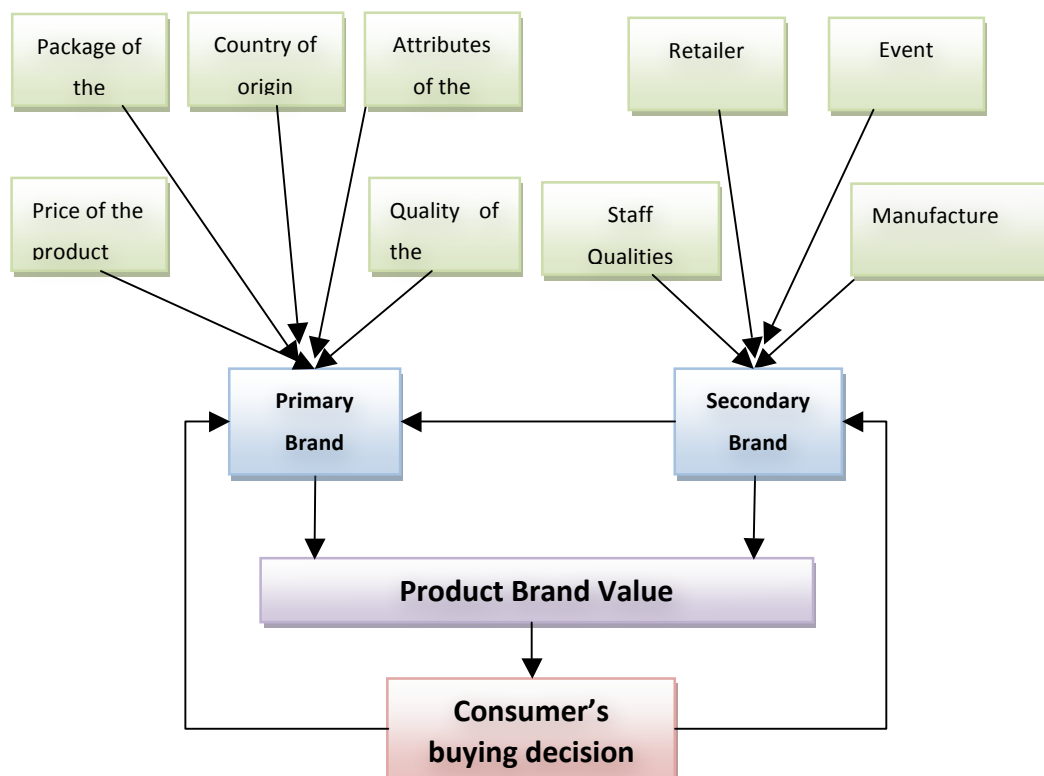 Package of
the
Country of
origin
Attributes
of the
Retailer
Event
Price of the
product
Quality of
the
Staff
Qualities
Manufacture
Primary
Brand
Secondary
Brand
Product Brand Value
Consumer's
buying decision